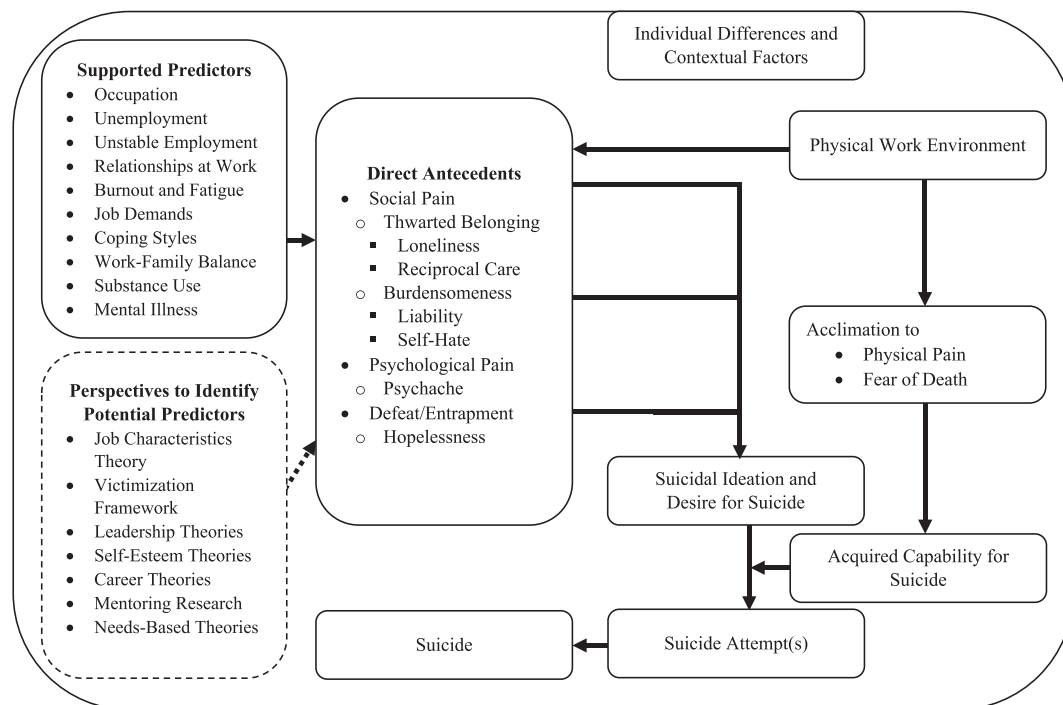 Individual Differences and
Contextual Factors
Supported Predictors
• Occupation
• Unemployment
• Unstable Employment
• Relationships at Work
• Burnout and Fatigue
• Job Demands
• Coping Styles
• Work-Family Balance
• Substance Use
• Mental Illness
Perspectives to Identify
Potential Predictors
• Job Characteristics
Theory
• Victimization
Framework
• Leadership Theories
• Self-Esteem Theories
• Career Theories
• Mentoring Research
• Needs-Based Theories
Direct Antecedents
• Social Pain
○ Thwarted Belonging
▪ Loneliness
▪ Reciprocal Care
○ Burdensomeness
▪ Liability
▪ Self-Hate
• Psychological Pain
○ Psychache
• Defeat/Entrapment
○ Hopelessness
Physical Work Environment
Acclimation to
• Physical Pain
• Fear of Death
Suicidal Ideation and
Desire for Suicide
Acquired Capability for
Suicide
Suicide Attempt(s)
Suicide